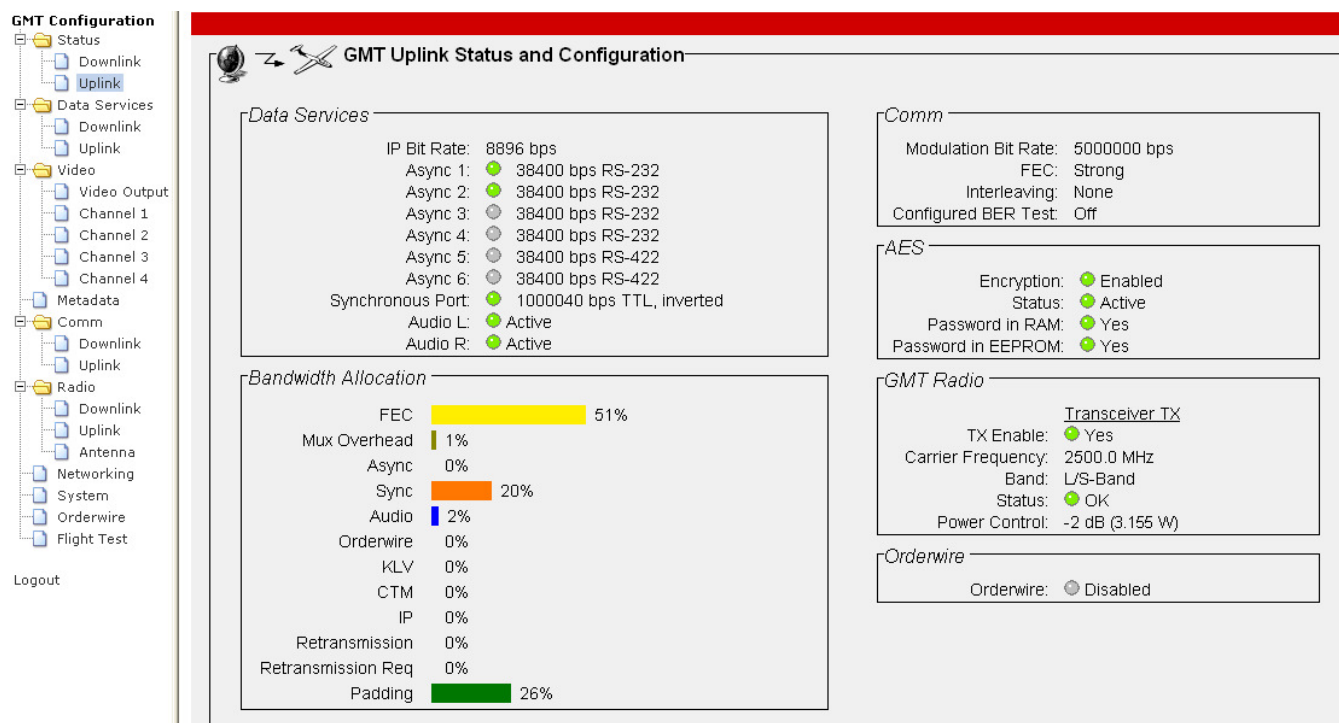 GMT Configuration
Status
Downlink
Uplink
Data Services
Downlink
Uplink
Video
Video Output
Channel 1
Channel 2
Channel 3
Channel 4
Metadata
Comm
Downlink
Uplink
Radio
Downlink
Uplink
Antenna
Networking
System
Orderwire
Flight Test
Logout
GMT Uplink Status and Configuration
Data Services
IP Bit Rate: 8896 bps
Async 1: 38400 bps RS-232
Async 2: 38400 bps RS-232
Async 3: 38400 bps RS-232
Async 4: 38400 bps RS-232
Async 5: 38400 bps RS-422
Async 6: 38400 bps RS-422
Synchronous Port: 1000040 bps TTL, inverted
Audio L: Active
Audio R: Active
Bandwidth Allocation
FEC 51%
Mux Overhead 1%
Async 0%
Sync 20%
Audio 2%
Orderwire 0%
KLV 0%
CTM 0%
IP 0%
Retransmission 0%
Retransmission Req 0%
Padding 26%
Comm
Modulation Bit Rate: 5000000 bps
FEC: Strong
Interleaving: None
Configured BER Test: Off
AES
Encryption: Enabled
Status: Active
Password in RAM: Yes
Password in EEPROM: Yes
GMT Radio
Transceiver TX
TX Enable: Yes
Carrier Frequency: 2500.0 MHz
Band: L/S-Band
Status: OK
Power Control: -2 dB (3.155 W)
Orderwire
Orderwire: Disabled